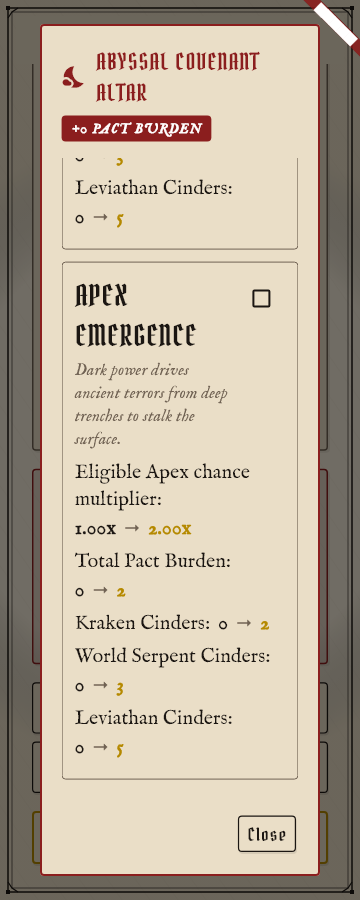 ABYSSAL COVENANT
ALTAR
+0 PACT BURDEN
0 → 3
Leviathan Cinders:
0 → 5
APEX
EMERGENCE
Dark power drives
ancient terrors from deep
trenches to stalk the
surface.
Eligible Apex chance
multiplier:
1.00X → 2.00X
Total Pact Burden:
0 → 2
Kraken Cinders: 0 → 2
World Serpent Cinders:
0 → 3
Leviathan Cinders:
0 → 5
Close